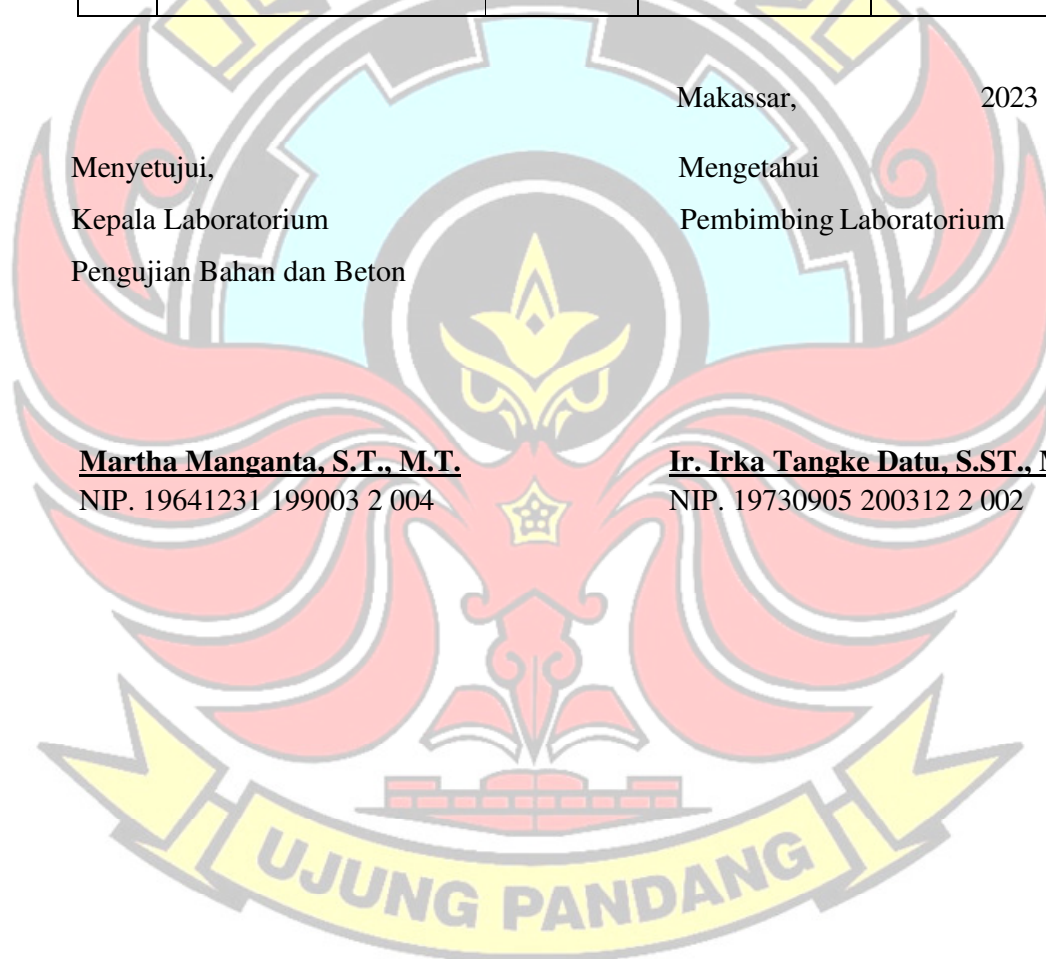 Makassar, 2023
Menyetujui,
Mengetahui
Kepala Laboratorium
Pembimbing Laboratorium
Pengujian Bahan dan Beton
Martha Manganta, S.T., M.T.
Ir. Irka Tangke Datu, S.ST.,
NIP. 19641231 199003 2 004
NIP. 19730905 200312 2 002
UJUNG PANDANG